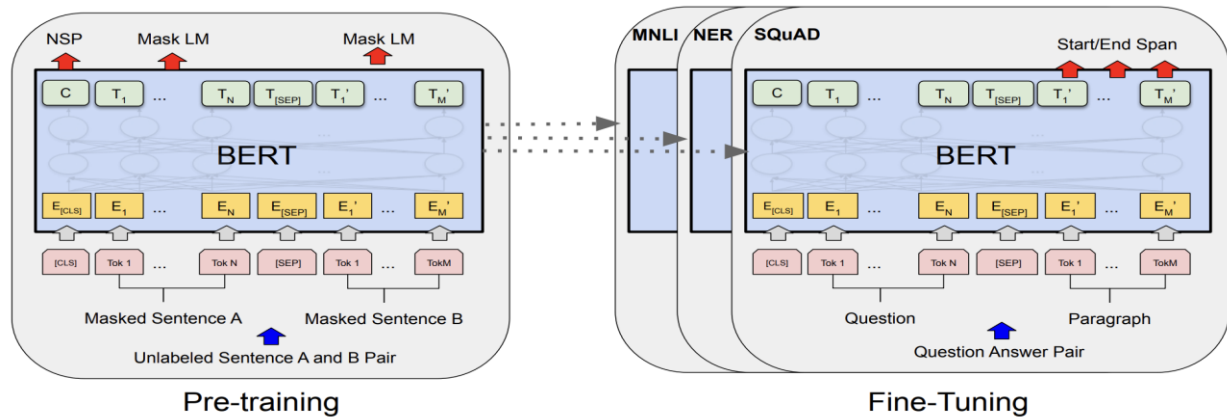 NSP Mask LM Mask LM
C T1 ... TN T[SEP] T1' ... TM'
...
...
BERT
E[CLS] E1 ... EN E[SEP] E1' ... EM'
[CLS] Tok 1 ... Tok N [SEP] Tok 1 ... TokM
Masked Sentence A Masked Sentence B
Unlabeled Sentence A and B Pair
Pre-training
MNLI NER SQuAD
Start/End Span
C T1 ... TN T[SEP] T1' ... TM'
...
...
BERT
E[CLS] E1 ... EN E[SEP] E1' ... EM'
[CLS] Tok 1 ... Tok N [SEP] Tok 1 ... TokM
Question Paragraph
Question Answer Pair
Fine-Tuning